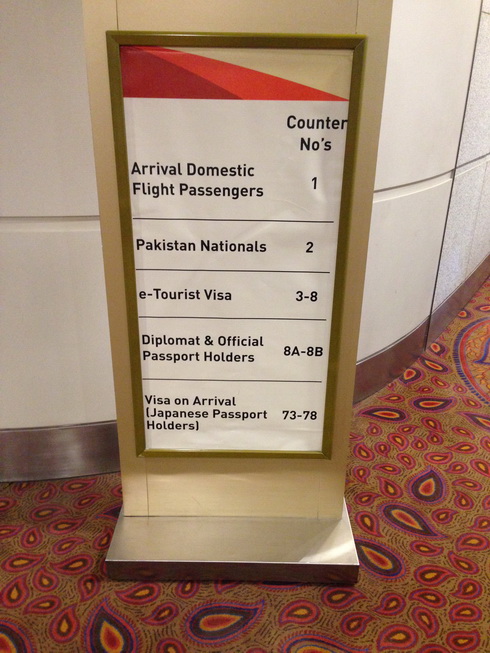 Counter
No's
Arrival Domestic
Flight Passengers 1
Pakistan Nationals 2
e-Tourist Visa 3-8
Diplomat & Official
Passport Holders 8A-8B
Visa on Arrival
(Japanese Passport 73-78
Holders)